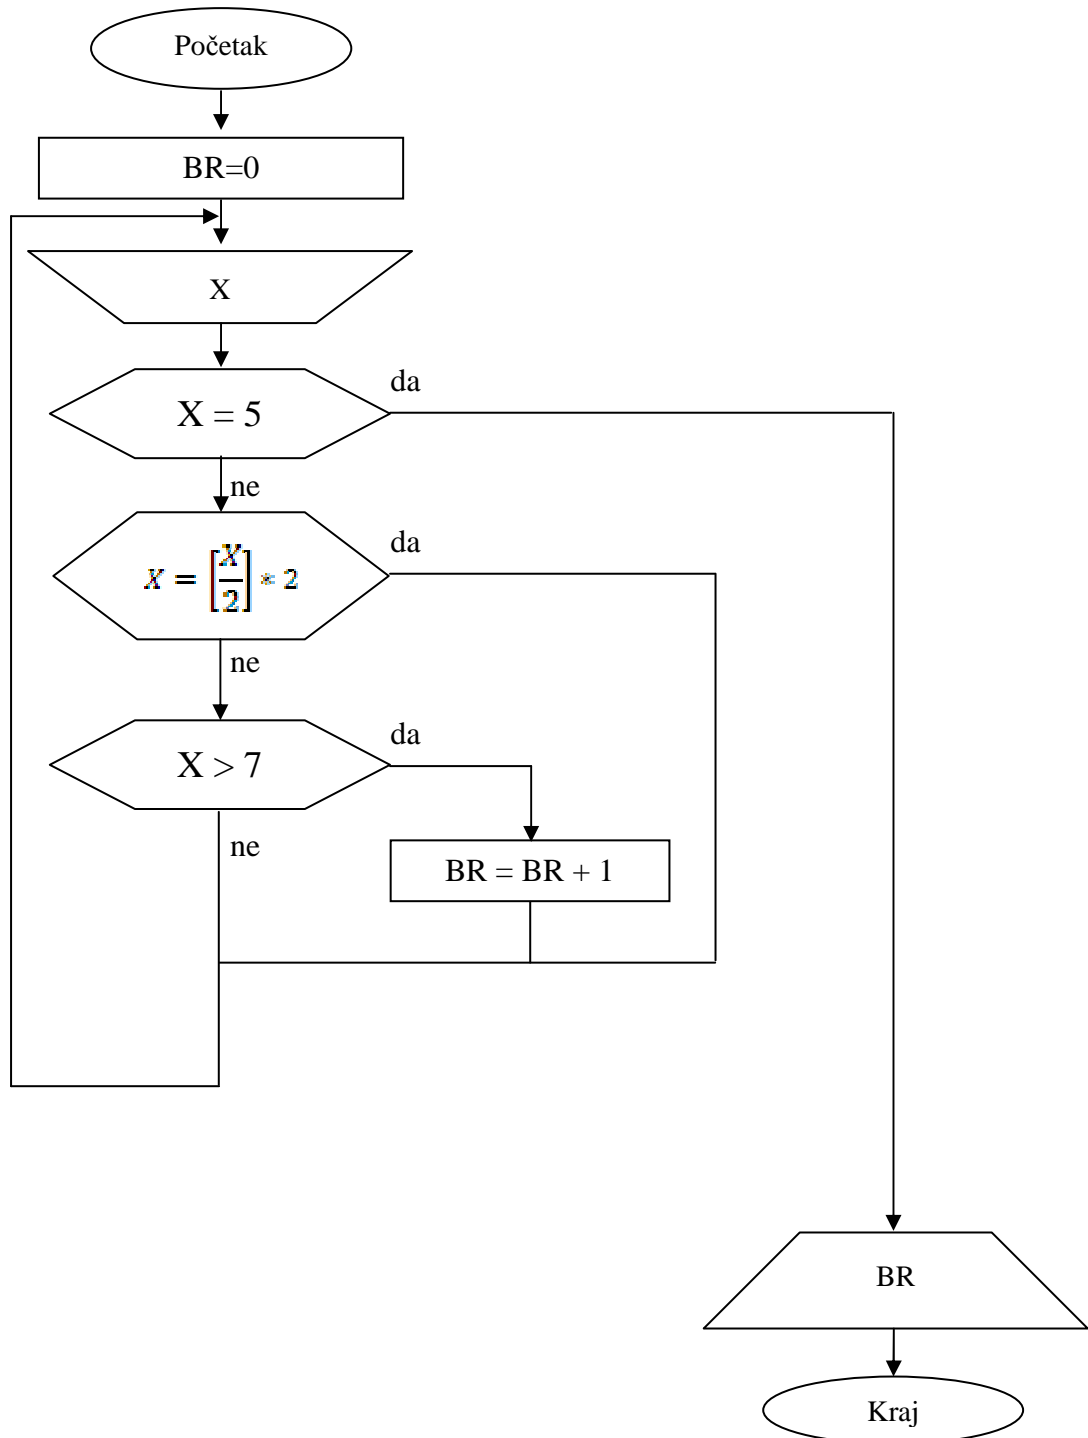 Početak
BR=0
X
X = 5
da
ne
X = [X/2] * 2
da
ne
X > 7
da
ne
BR = BR + 1
BR
Kraj